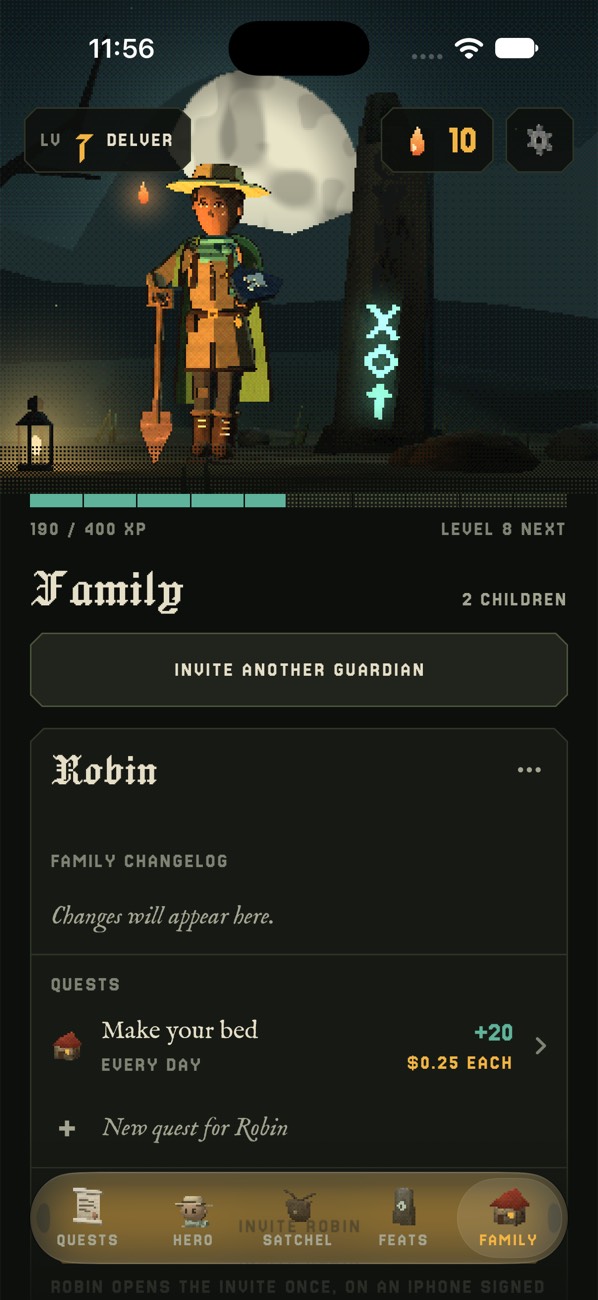 11:56
LV 7 DELVER
10
190 / 400 XP
LEVEL 8 NEXT
Family
2 CHILDREN
INVITE ANOTHER GUARDIAN
Robin
FAMILY CHANGELOG
Changes will appear here.
QUESTS
Make your bed
+20
EVERY DAY
$0.25 EACH
New quest for Robin
INVITE ROBIN
QUESTS
HERO
SATCHEL
FEATS
FAMILY
ROBIN OPENS THE INVITE ONCE, ON AN IPHONE SIGNED